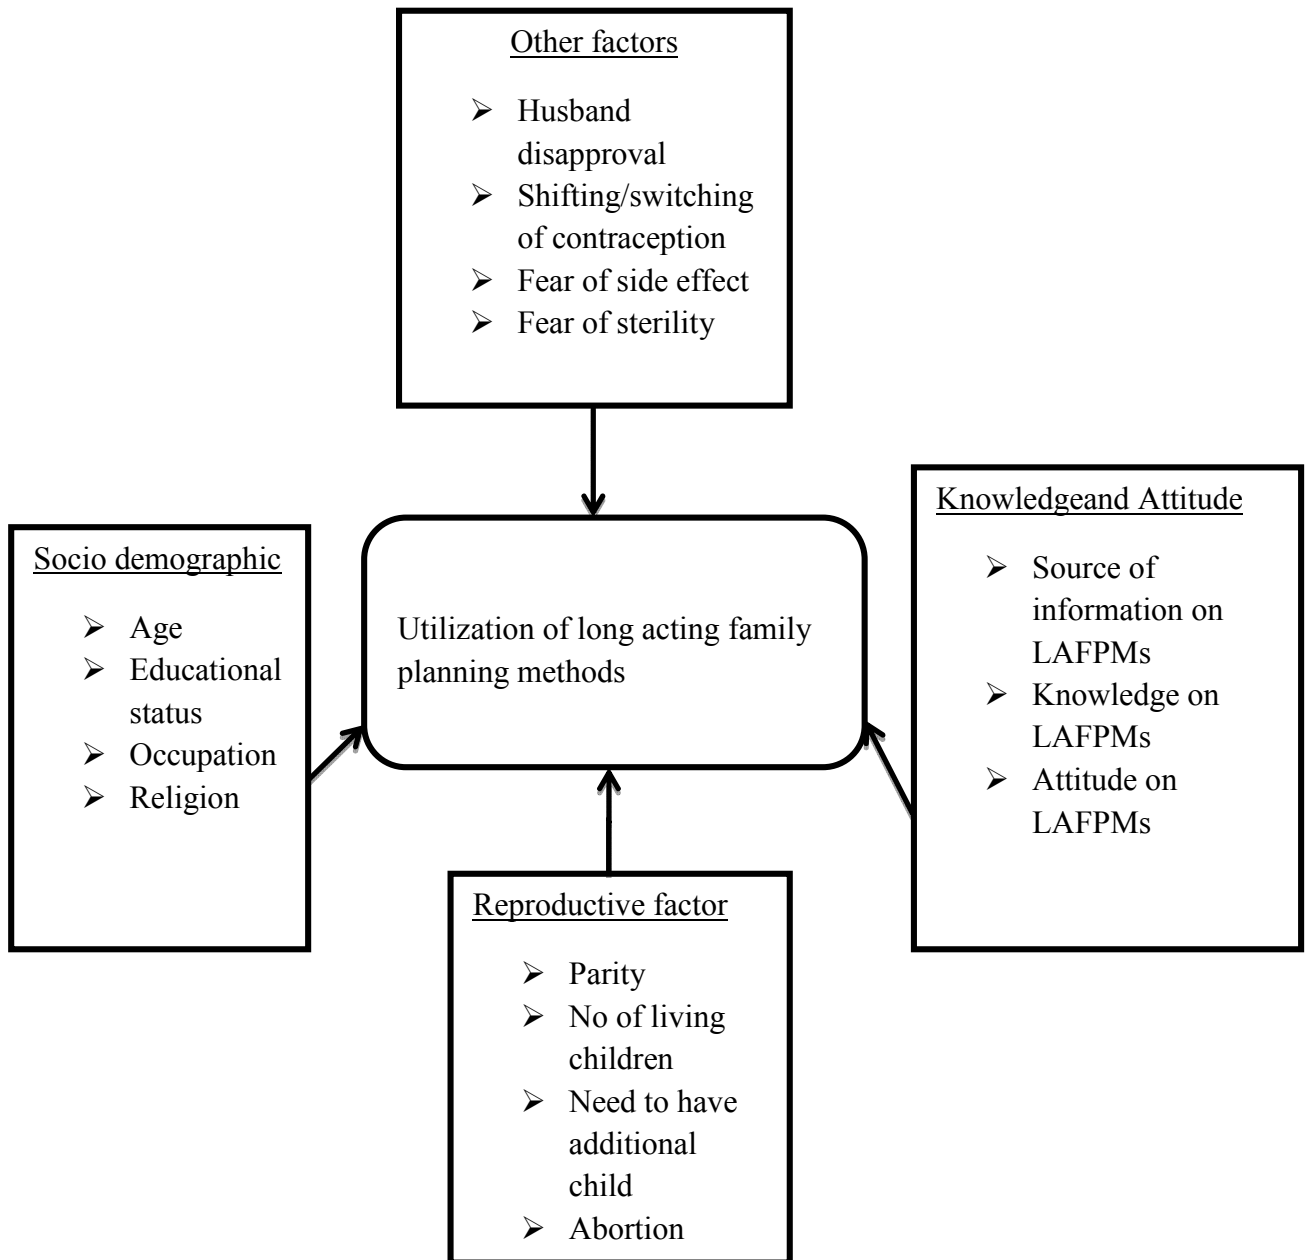 Other factors
➢ Husband
disapproval
➢ Shifting/switching
of contraception
➢ Fear of side effect
➢ Fear of sterility
Socio demographic
➢ Age
➢ Educational
status
➢ Occupation
➢ Religion
Utilization of long acting family
planning methods
Knowledgeand Attitude
➢ Source of
information on
LAFPMs
➢ Knowledge on
LAFPMs
➢ Attitude on
LAFPMs
Reproductive factor
➢ Parity
➢ No of living
children
➢ Need to have
additional
child
➢ Abortion